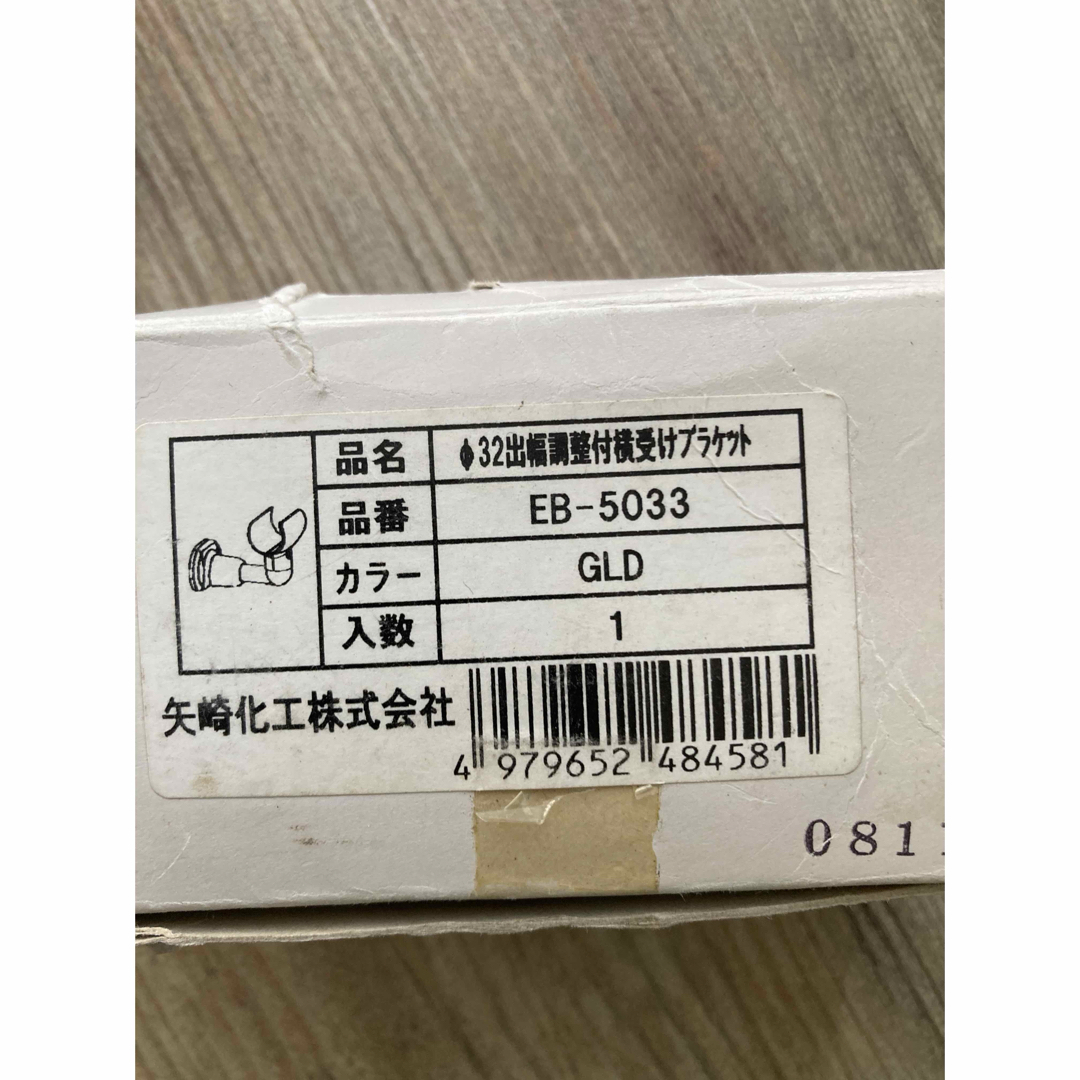 品名 φ32出幅調整付横受けブラケット
品番 EB-5033
カラー GLD
入数 1
矢崎化工株式会社
4 979652 484581
0811